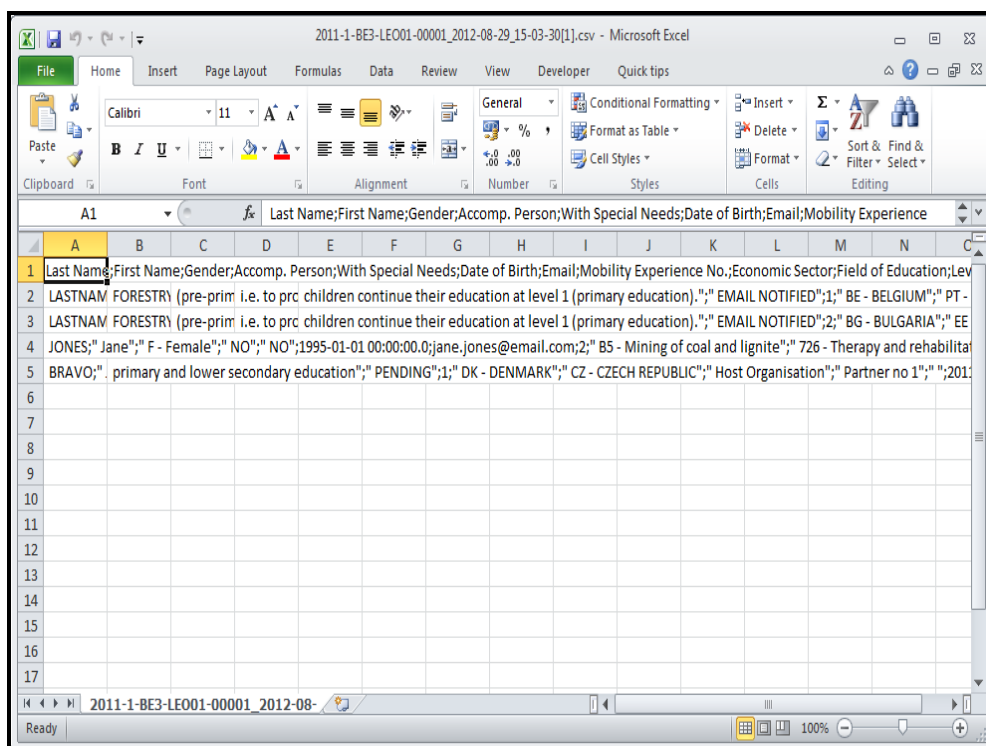 2011-1-BE3-LEO01-00001_2012-08-29_15-03-30[1].csv - Microsoft Excel
File Home Insert Page Layout Formulas Data Review View Developer Quick tips
Calibri 11 General Conditional Formatting Insert Σ
Paste Format as Table Delete Sort & Find &
B I U % , Cell Styles Format Filter Select
Clipboard Font Alignment Number Styles Cells Editing
A1 fx Last Name;First Name;Gender;Accomp. Person;With Special Needs;Date of Birth;Email;Mobility Experience
A B C D E F G H I J K L M N
1 Last Name;First Name;Gender;Accomp. Person;With Special Needs;Date of Birth;Email;Mobility Experience No.;Economic Sector;Field of Education;Lev
2 LASTNAM FORESTRY (pre-prim i.e. to pro children continue their education at level 1 (primary education).";" EMAIL NOTIFIED";1;" BE - BELGIUM";" PT -
3 LASTNAM FORESTRY (pre-prim i.e. to prc children continue their education at level 1 (primary education).";" EMAIL NOTIFIED";2;" BG - BULGARIA";" EE
4 JONES;" Jane";" F - Female";" NO";" NO";1995-01-01 00:00:00.0;jane.jones@email.com;2;" B5 - Mining of coal and lignite";" 726 - Therapy and rehabilitat
5 BRAVO;" primary and lower secondary education";" PENDING";1;" DK - DENMARK";" CZ - CZECH REPUBLIC";" Host Organisation";" Partner no 1";" ";201
6
7
8
9
10
11
12
13
14
15
16
17
2011-1-BE3-LEO01-00001_2012-08-
Ready 100%